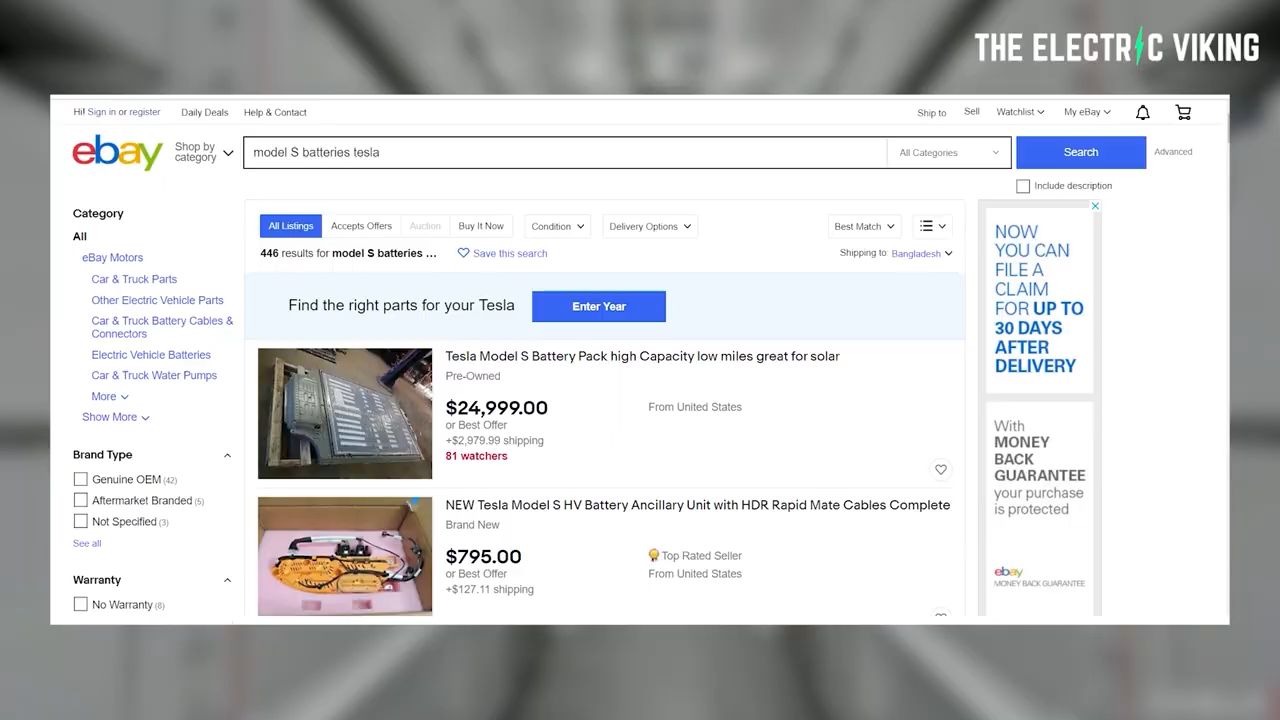 THE ELECTRIC VIKING
Hi! Sign in or register
Daily Deals
Help & Contact
Ship to
Sell
Watchlist
My eBay
ebay
Shop by
category
model S batteries tesla
All Categories
Search
Advanced
Include description
Category
All
eBay Motors
Car & Truck Parts
Other Electric Vehicle Parts
Car & Truck Battery Cables &
Connectors
Electric Vehicle Batteries
Car & Truck Water Pumps
More
Show More
Brand Type
Genuine OEM (42)
Aftermarket Branded (5)
Not Specified (3)
See all
Warranty
No Warranty (8)
All Listings
Accepts Offers
Auction
Buy It Now
Condition
Delivery Options
Best Match
446 results for model S batteries ...
Save this search
Shipping to Bangladesh
Find the right parts for your Tesla
Enter Year
Tesla Model S Battery Pack high Capacity low miles great for solar
Pre-Owned
$24,999.00
From United States
or Best Offer
+$2,979.99 shipping
81 watchers
NEW Tesla Model S HV Battery Ancillary Unit with HDR Rapid Mate Cables Complete
Brand New
$795.00
Top Rated Seller
or Best Offer
From United States
+$127.11 shipping
NOW
YOU CAN
FILE A
CLAIM
FOR UP TO
30 DAYS
AFTER
DELIVERY
With
MONEY
BACK
GUARANTEE
your purchase
is protected
ebay
MONEY BACK GUARANTEE